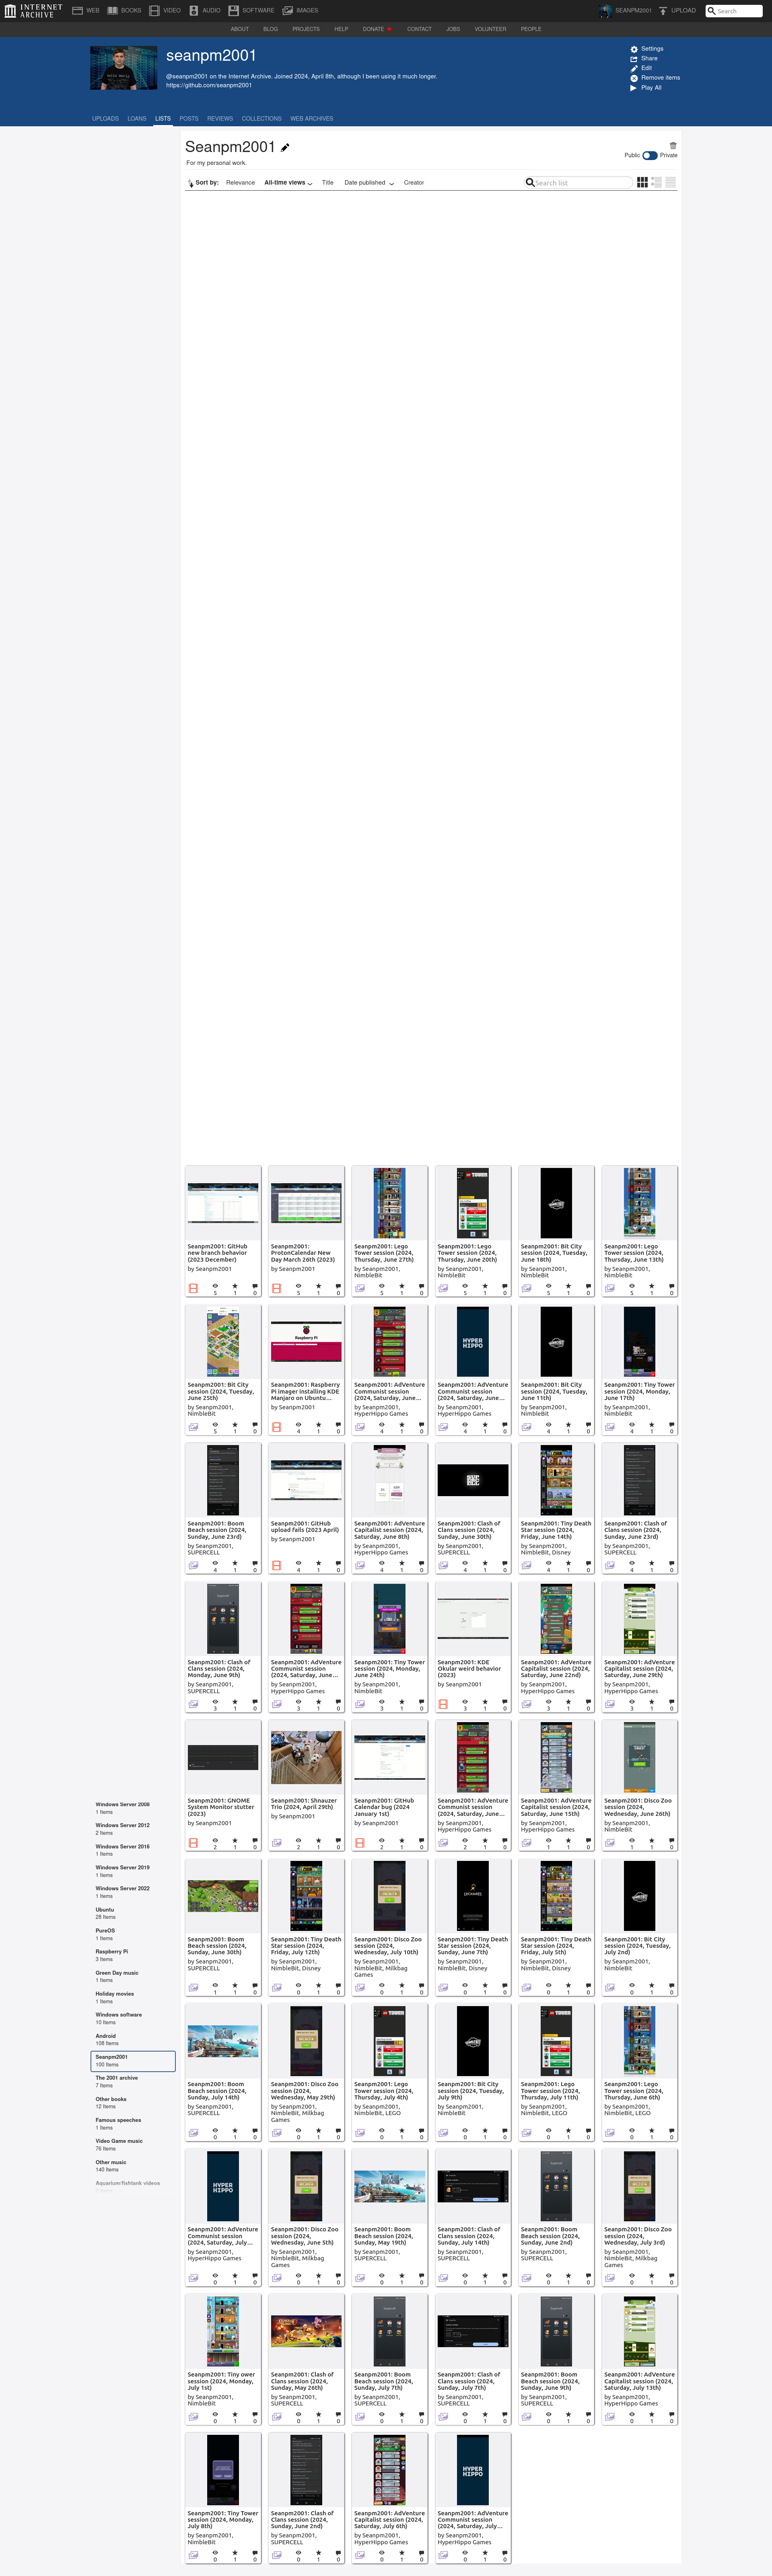 INTERNET ARCHIVE
WEB BOOKS VIDEO AUDIO SOFTWARE IMAGES SEANPM2001 UPLOAD Search
ABOUT BLOG PROJECTS HELP DONATE CONTACT JOBS VOLUNTEER PEOPLE
seanpm2001
@seanpm2001 on the Internet Archive. Joined 2024, April 8th, although I been using it much longer.
https://github.com/seanpm2001
Settings
Share
Edit
Remove items
Play All
UPLOADS LOANS LISTS POSTS REVIEWS COLLECTIONS WEB ARCHIVES
Seanpm2001
For my personal work.
Public Private
Sort by: Relevance All-time views Title Date published Creator Search list
Seanpm2001: GitHub
new branch behavior
(2023 December)
by Seanpm2001
5 1 0
Seanpm2001:
ProtonCalendar New
Day March 26th (2023)
by Seanpm2001
5 1 0
Seanpm2001: Lego
Tower session (2024,
Thursday, June 27th)
by Seanpm2001,
NimbleBit
5 1 0
Seanpm2001: Lego
Tower session (2024,
Thursday, June 20th)
by Seanpm2001,
NimbleBit
5 1 0
Seanpm2001: Bit City
session (2024, Tuesday,
June 18th)
by Seanpm2001,
NimbleBit
5 1 0
Seanpm2001: Lego
Tower session (2024,
Thursday, June 13th)
by Seanpm2001,
NimbleBit
5 1 0
Seanpm2001: Bit City
session (2024, Tuesday,
June 25th)
by Seanpm2001,
NimbleBit
5 1 0
Raspberry Pi
Seanpm2001: Raspberry
Pi imager installing KDE
Manjaro on Ubuntu...
by Seanpm2001
4 1 0
Seanpm2001: AdVenture
Communist session
(2024, Saturday, June...
by Seanpm2001,
HyperHippo Games
4 1 0
HYPER
HIPPO
Seanpm2001: AdVenture
Communist session
(2024, Saturday, June...
by Seanpm2001,
HyperHippo Games
4 1 0
Seanpm2001: Bit City
session (2024, Tuesday,
June 11th)
by Seanpm2001,
NimbleBit
4 1 0
Seanpm2001: Tiny Tower
session (2024, Monday,
June 17th)
by Seanpm2001,
NimbleBit
4 1 0
Seanpm2001: Boom
Beach session (2024,
Sunday, June 23rd)
by Seanpm2001,
SUPERCELL
4 1 0
Seanpm2001: GitHub
upload fails (2023 April)
by Seanpm2001
4 1 0
Seanpm2001: AdVenture
Capitalist session (2024,
Saturday, June 8th)
by Seanpm2001,
HyperHippo Games
4 1 0
Seanpm2001: Clash of
Clans session (2024,
Sunday, June 30th)
by Seanpm2001,
SUPERCELL
4 1 0
Seanpm2001: Tiny Death
Star session (2024,
Friday, June 14th)
by Seanpm2001,
NimbleBit, Disney
4 1 0
Seanpm2001: Clash of
Clans session (2024,
Sunday, June 23rd)
by Seanpm2001,
SUPERCELL
4 1 0
Seanpm2001: Clash of
Clans session (2024,
Monday, June 9th)
by Seanpm2001,
SUPERCELL
3 1 0
Seanpm2001: AdVenture
Communist session
(2024, Saturday, June...
by Seanpm2001,
HyperHippo Games
3 1 0
Seanpm2001: Tiny Tower
session (2024, Monday,
June 24th)
by Seanpm2001,
NimbleBit
3 1 0
Seanpm2001: KDE
Okular weird behavior
(2023)
by Seanpm2001
3 1 0
Seanpm2001: AdVenture
Capitalist session (2024,
Saturday, June 22nd)
by Seanpm2001,
HyperHippo Games
3 1 0
Seanpm2001: AdVenture
Capitalist session (2024,
Saturday, June 29th)
by Seanpm2001,
HyperHippo Games
3 1 0
Seanpm2001: GNOME
System Monitor stutter
(2023)
by Seanpm2001
2 1 0
Seanpm2001: Shnauzer
Trio (2024, April 29th)
by Seanpm2001
2 1 0
Seanpm2001: GitHub
Calendar bug (2024
January 1st)
by Seanpm2001
2 1 0
Seanpm2001: AdVenture
Communist session
(2024, Saturday, June...
by Seanpm2001,
HyperHippo Games
2 1 0
Seanpm2001: AdVenture
Capitalist session (2024,
Saturday, June 15th)
by Seanpm2001,
HyperHippo Games
1 1 0
Seanpm2001: Disco Zoo
session (2024,
Wednesday, June 26th)
by Seanpm2001,
NimbleBit
1 1 0
Windows Server 2008
1 Items
Windows Server 2012
2 Items
Windows Server 2016
1 Items
Windows Server 2019
1 Items
Windows Server 2022
1 Items
Ubuntu
28 Items
PureOS
1 Items
Raspberry Pi
3 Items
Green Day music
1 Items
Holiday movies
1 Items
Windows software
10 Items
Android
108 Items
Seanpm2001
100 Items
The 2001 archive
7 Items
Other books
12 Items
Famous speeches
1 Items
Video Game music
76 Items
Other music
140 Items
Aquarium/fishtank videos
Seanpm2001: Boom
Beach session (2024,
Sunday, June 30th)
by Seanpm2001,
SUPERCELL
1 1 0
Seanpm2001: Tiny Death
Star session (2024,
Friday, July 12th)
by Seanpm2001,
NimbleBit, Disney
0 1 0
Seanpm2001: Disco Zoo
session (2024,
Wednesday, July 10th)
by Seanpm2001,
NimbleBit, Milkbag
Games
0 1 0
Seanpm2001: Tiny Death
Star session (2024,
Sunday, June 7th)
by Seanpm2001,
NimbleBit, Disney
0 1 0
Seanpm2001: Tiny Death
Star session (2024,
Friday, July 5th)
by Seanpm2001,
NimbleBit, Disney
0 1 0
Seanpm2001: Bit City
session (2024, Tuesday,
July 2nd)
by Seanpm2001,
NimbleBit
0 1 0
Seanpm2001: Boom
Beach session (2024,
Sunday, July 14th)
by Seanpm2001,
SUPERCELL
0 1 0
Seanpm2001: Disco Zoo
session (2024,
Wednesday, May 29th)
by Seanpm2001,
NimbleBit, Milkbag
Games
0 1 0
Seanpm2001: Lego
Tower session (2024,
Thursday, July 4th)
by Seanpm2001,
NimbleBit, LEGO
0 1 0
Seanpm2001: Bit City
session (2024, Tuesday,
July 9th)
by Seanpm2001,
NimbleBit
0 1 0
Seanpm2001: Lego
Tower session (2024,
Thursday, July 11th)
by Seanpm2001,
NimbleBit, LEGO
0 1 0
Seanpm2001: Lego
Tower session (2024,
Thursday, June 6th)
by Seanpm2001,
NimbleBit, LEGO
0 1 0
HYPER
HIPPO
Seanpm2001: AdVenture
Communist session
(2024, Saturday, July...
by Seanpm2001,
HyperHippo Games
0 1 0
Seanpm2001: Disco Zoo
session (2024,
Wednesday, June 5th)
by Seanpm2001,
NimbleBit, Milkbag
Games
0 1 0
Seanpm2001: Boom
Beach session (2024,
Sunday, May 19th)
by Seanpm2001,
SUPERCELL
0 1 0
Seanpm2001: Clash of
Clans session (2024,
Sunday, July 14th)
by Seanpm2001,
SUPERCELL
0 1 0
Seanpm2001: Boom
Beach session (2024,
Sunday, June 2nd)
by Seanpm2001,
SUPERCELL
0 1 0
Seanpm2001: Disco Zoo
session (2024,
Wednesday, July 3rd)
by Seanpm2001,
NimbleBit, Milkbag
Games
0 1 0
Seanpm2001: Tiny ower
session (2024, Monday,
July 1st)
by Seanpm2001,
NimbleBit
0 1 0
Seanpm2001: Clash of
Clans session (2024,
Sunday, May 26th)
by Seanpm2001,
SUPERCELL
0 1 0
Seanpm2001: Boom
Beach session (2024,
Sunday, July 7th)
by Seanpm2001,
SUPERCELL
0 1 0
Seanpm2001: Clash of
Clans session (2024,
Sunday, July 7th)
by Seanpm2001,
SUPERCELL
0 1 0
Seanpm2001: Boom
Beach session (2024,
Sunday, June 9th)
by Seanpm2001,
SUPERCELL
0 1 0
Seanpm2001: AdVenture
Capitalist session (2024,
Saturday, July 13th)
by Seanpm2001,
HyperHippo Games
0 1 0
Seanpm2001: Tiny Tower
session (2024, Monday,
July 8th)
by Seanpm2001,
NimbleBit
0 1 0
Seanpm2001: Clash of
Clans session (2024,
Sunday, June 2nd)
by Seanpm2001,
SUPERCELL
0 1 0
Seanpm2001: AdVenture
Capitalist session (2024,
Saturday, July 6th)
by Seanpm2001,
HyperHippo Games
0 1 0
HYPER
HIPPO
Seanpm2001: AdVenture
Communist session
(2024, Saturday, July...
by Seanpm2001,
HyperHippo Games
0 1 0